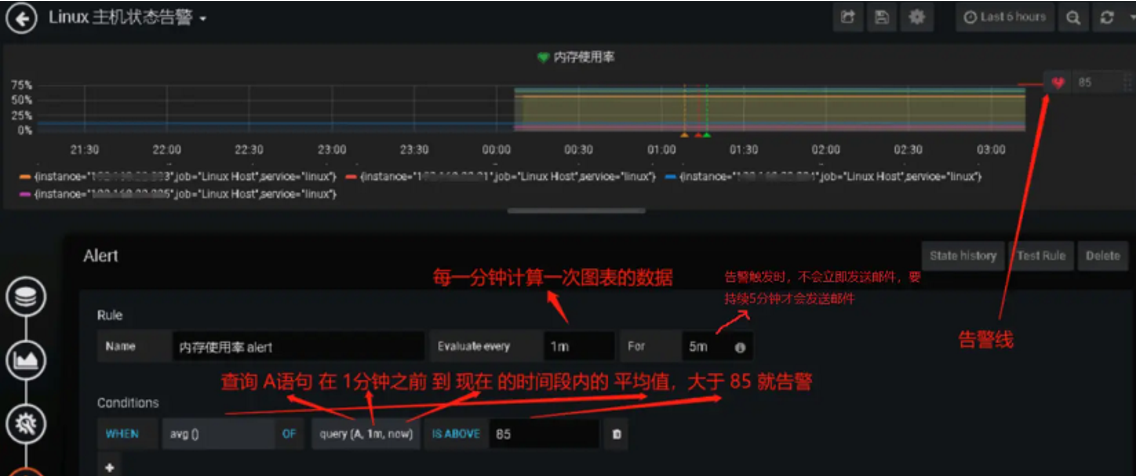 Linux 主机状态告警
Last 6 hours
内存使用率
75%
50%
25%
0%
85
21:30 22:00 22:30 23:00 23:30 00:00 00:30 01:00 01:30 02:00 02:30 03:00
{instance=" ",job="Linux Host",service="linux"} {instance=" ",job="Linux Host",service="linux"} {instance=" ",job="Linux Host",service="linux"}
{instance=" ",job="Linux Host",service="linux"}
Alert
State history Test Rule Delete
每一分钟计算一次图表的数据
告警触发时，不会立即发送邮件，要
持续5分钟才会发送邮件
告警线
Rule
Name 内存使用率 alert Evaluate every 1m For 5m
查询 A语句 在 1分钟之前 到 现在 的时间段内的 平均值，大于 85 就告警
Conditions
WHEN avg () OF query (A, 1m, now) IS ABOVE 85